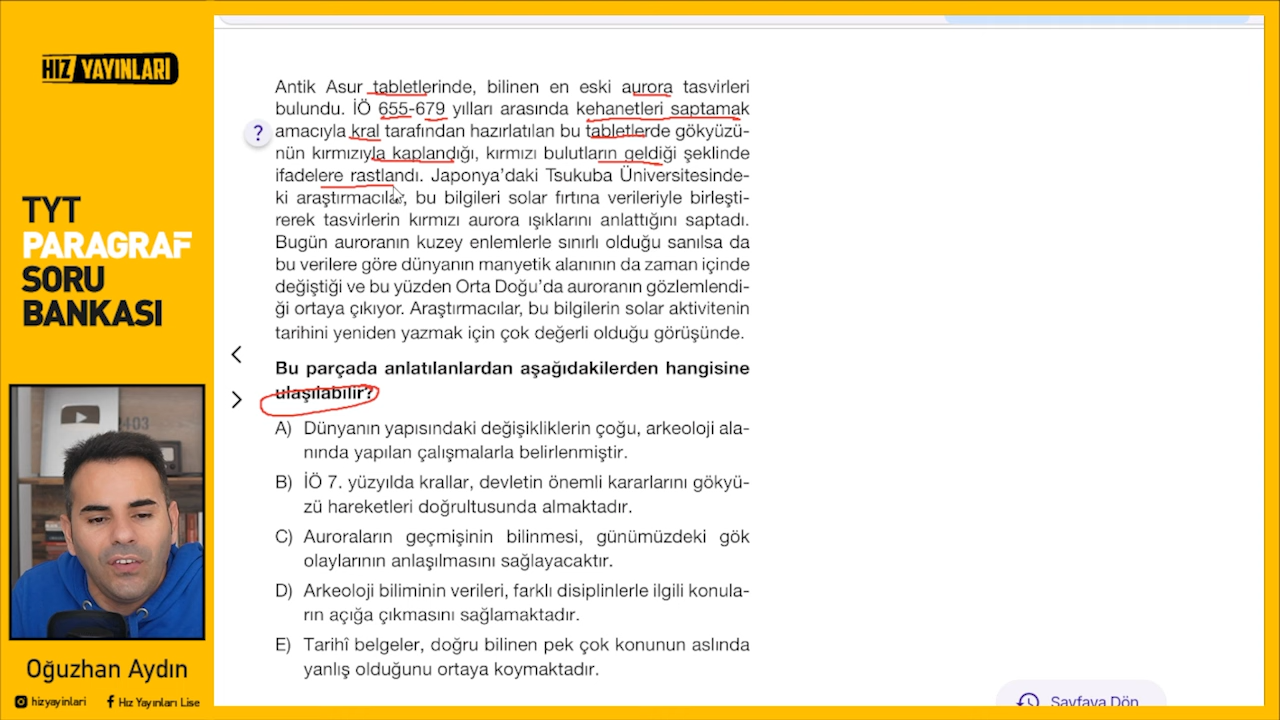 HIZ YAYINLARI
TYT
PARAGRAF
SORU
BANKASI
Oğuzhan Aydın
hizyayinlari
Hız Yayınları Lise
?
Antik Asur tabletlerinde, bilinen en eski aurora tasvirleri
bulundu. İÖ 655-679 yılları arasında kehanetleri saptamak
amacıyla kral tarafından hazırlatılan bu tabletlerde gökyüzü-
nün kırmızıyla kaplandığı, kırmızı bulutların geldiği şeklinde
ifadelere rastlandı. Japonya’daki Tsukuba Üniversitesinde-
ki araştırmacılar, bu bilgileri solar fırtına verileriyle birleşti-
rerek tasvirlerin kırmızı aurora ışıklarını anlattığını saptadı.
Bugün auroranın kuzey enlemlerle sınırlı olduğu sanılsa da
bu verilere göre dünyanın manyetik alanının da zaman içinde
değiştiği ve bu yüzden Orta Doğu’da auroranın gözlemlendi-
ği ortaya çıkıyor. Araştırmacılar, bu bilgilerin solar aktivitenin
tarihini yeniden yazmak için çok değerli olduğu görüşünde.
Bu parçada anlatılanlardan aşağıdakilerden hangisine
ulaşılabilir?
A) Dünyanın yapısındaki değişikliklerin çoğu, arkeoloji ala-
nında yapılan çalışmalarla belirlenmiştir.
B) İÖ 7. yüzyılda krallar, devletin önemli kararlarını gökyü-
zü hareketleri doğrultusunda almaktadır.
C) Auroraların geçmişinin bilinmesi, günümüzdeki gök
olaylarının anlaşılmasını sağlayacaktır.
D) Arkeoloji biliminin verileri, farklı disiplinlerle ilgili konula-
rın açığa çıkmasını sağlamaktadır.
E) Tarihî belgeler, doğru bilinen pek çok konunun aslında
yanlış olduğunu ortaya koymaktadır.
Sayfaya Dön